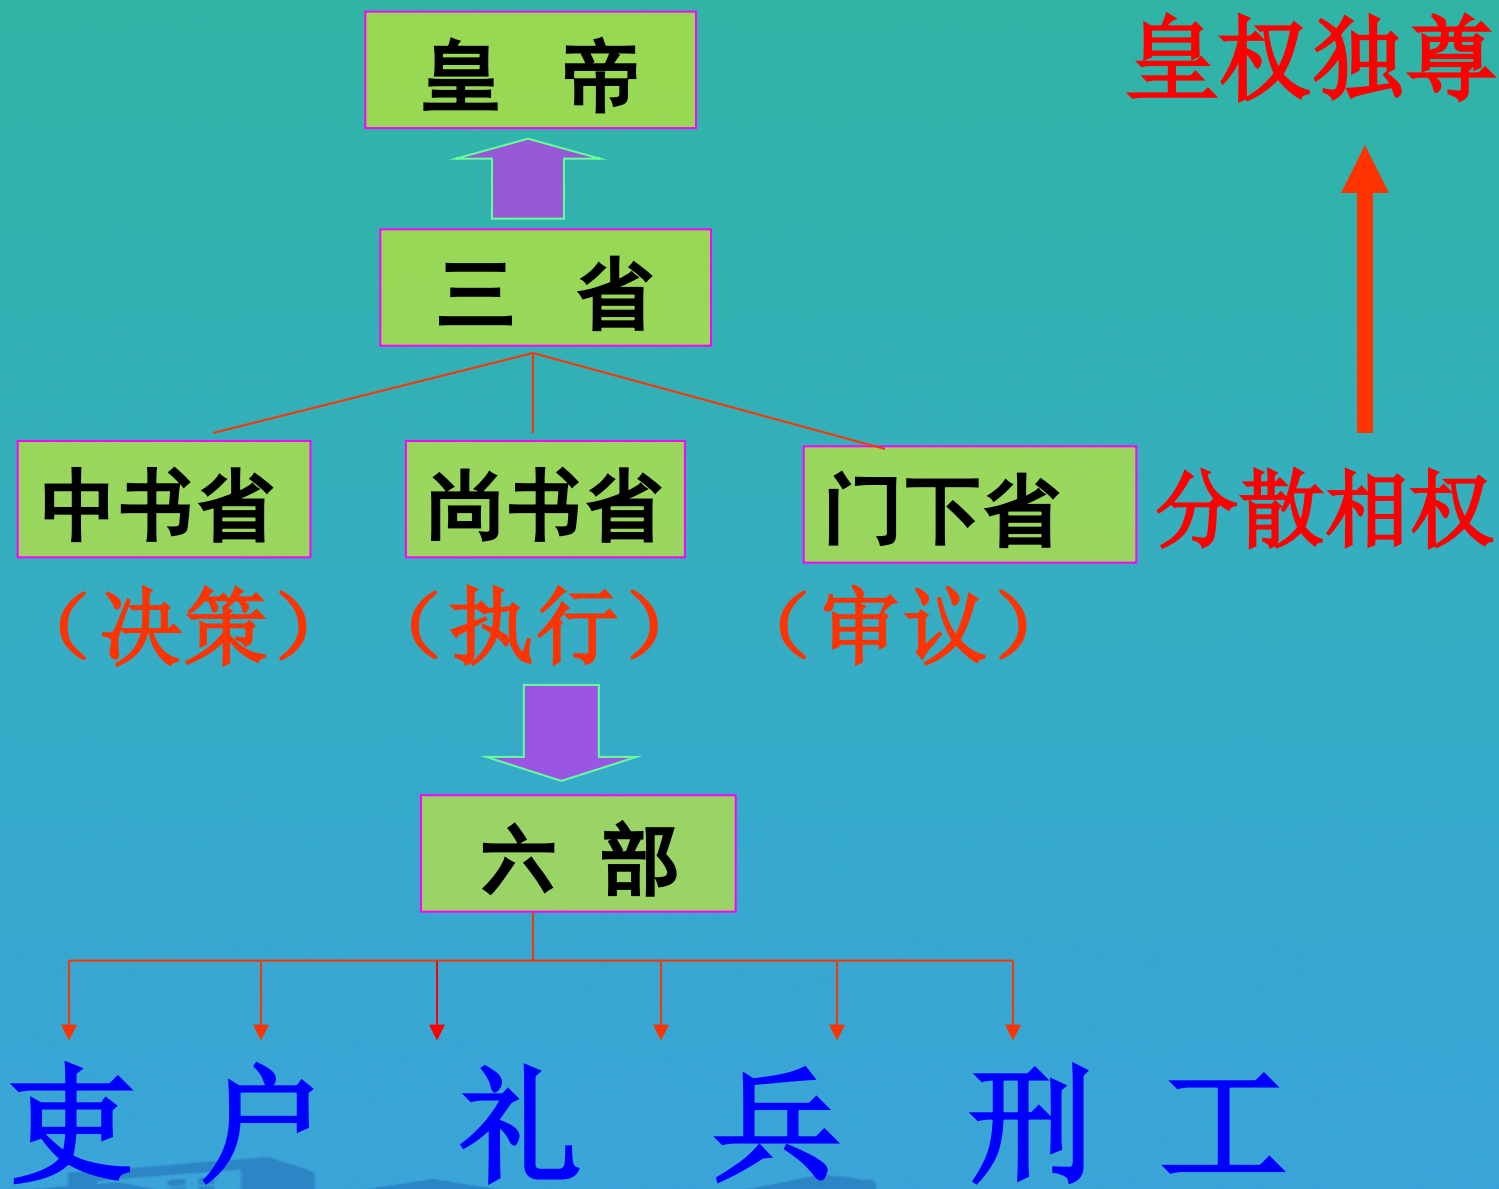 皇 帝
皇权独尊
三 省
中书省
尚书省
门下省
分散相权
（决策）
（执行）
（审议）
六 部
吏 户 礼 兵 刑 工